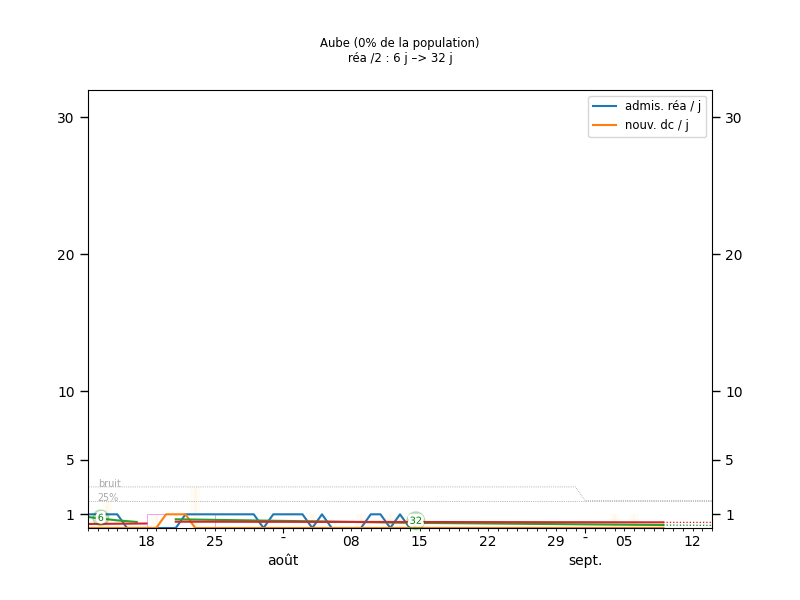 Aube (0% de la population)
réa /2 : 6 j –> 32 j
admis. réa / j
nouv. dc / j
30 30
20 20
10 10
5 5
bruit
25%
1 6 32 1
18 25 - 08 15 22 29 - 05 12
août sept.